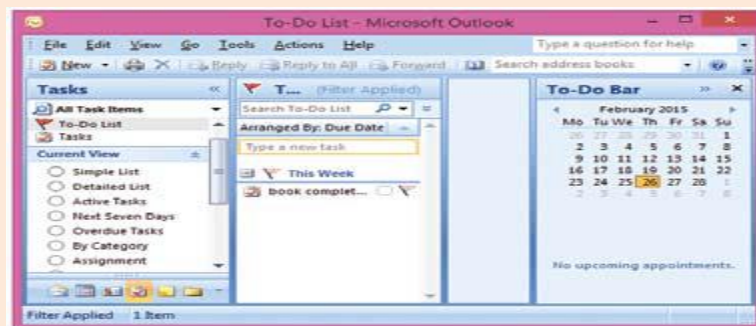 To-Do List - Microsoft Outlook
File Edit View Go Tools Actions Help
Type a question for help
New Reply Reply to All Forward Search address books
Tasks
All Task Items
To-Do List
Tasks
Current View
Simple List
Detailed List
Active Tasks
Next Seven Days
Overdue Tasks
By Category
Assignment
T... (Filter Applied)
Search To-Do List
Arranged By: Due Date
Type a new task
This Week
book complet...
To-Do Bar
February 2015
Mo Tu We Th Fr Sa Su
26 27 28 29 30 31 1
2 3 4 5 6 7 8
9 10 11 12 13 14 15
16 17 18 19 20 21 22
23 24 25 26 27 28 1
2 3 4 5 6 7 8
No upcoming appointments.
Filter Applied 1 Item